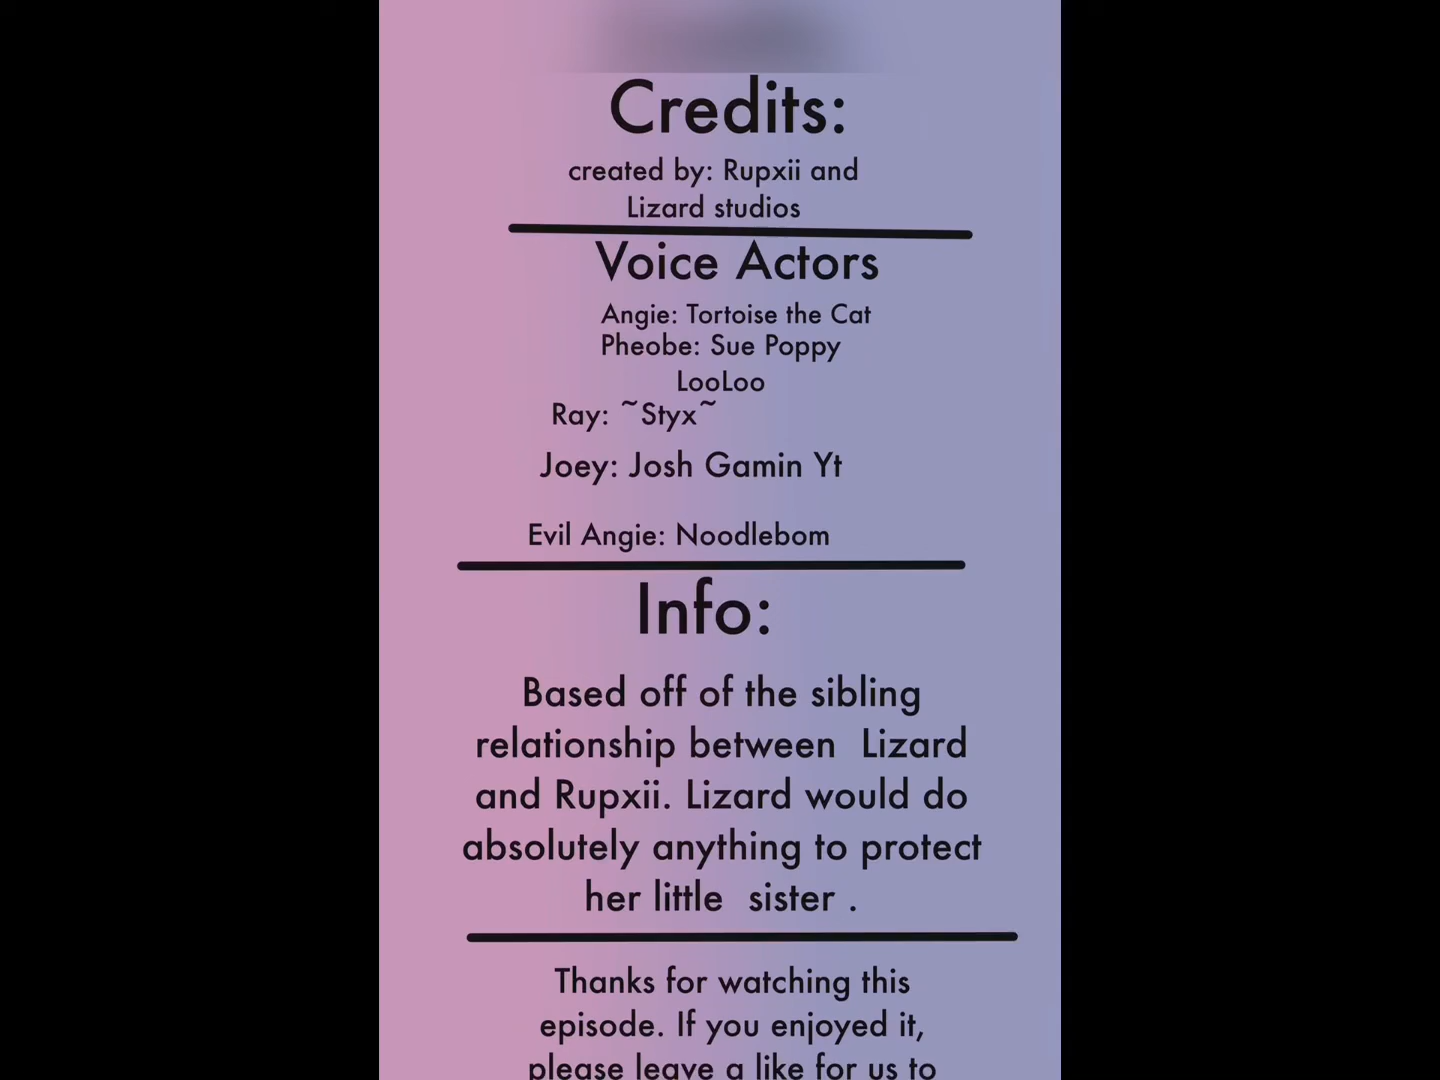 Credits:
created by: Rupxii and
Lizard studios
Voice Actors
Angie: Tortoise the Cat
Pheobe: Sue Poppy
LooLoo
Ray: ~Styx~
Joey: Josh Gamin Yt
Evil Angie: Noodlebom
Info:
Based off of the sibling
relationship between Lizard
and Rupxii. Lizard would do
absolutely anything to protect
her little sister .
Thanks for watching this
episode. If you enjoyed it,
please leave a like for us to